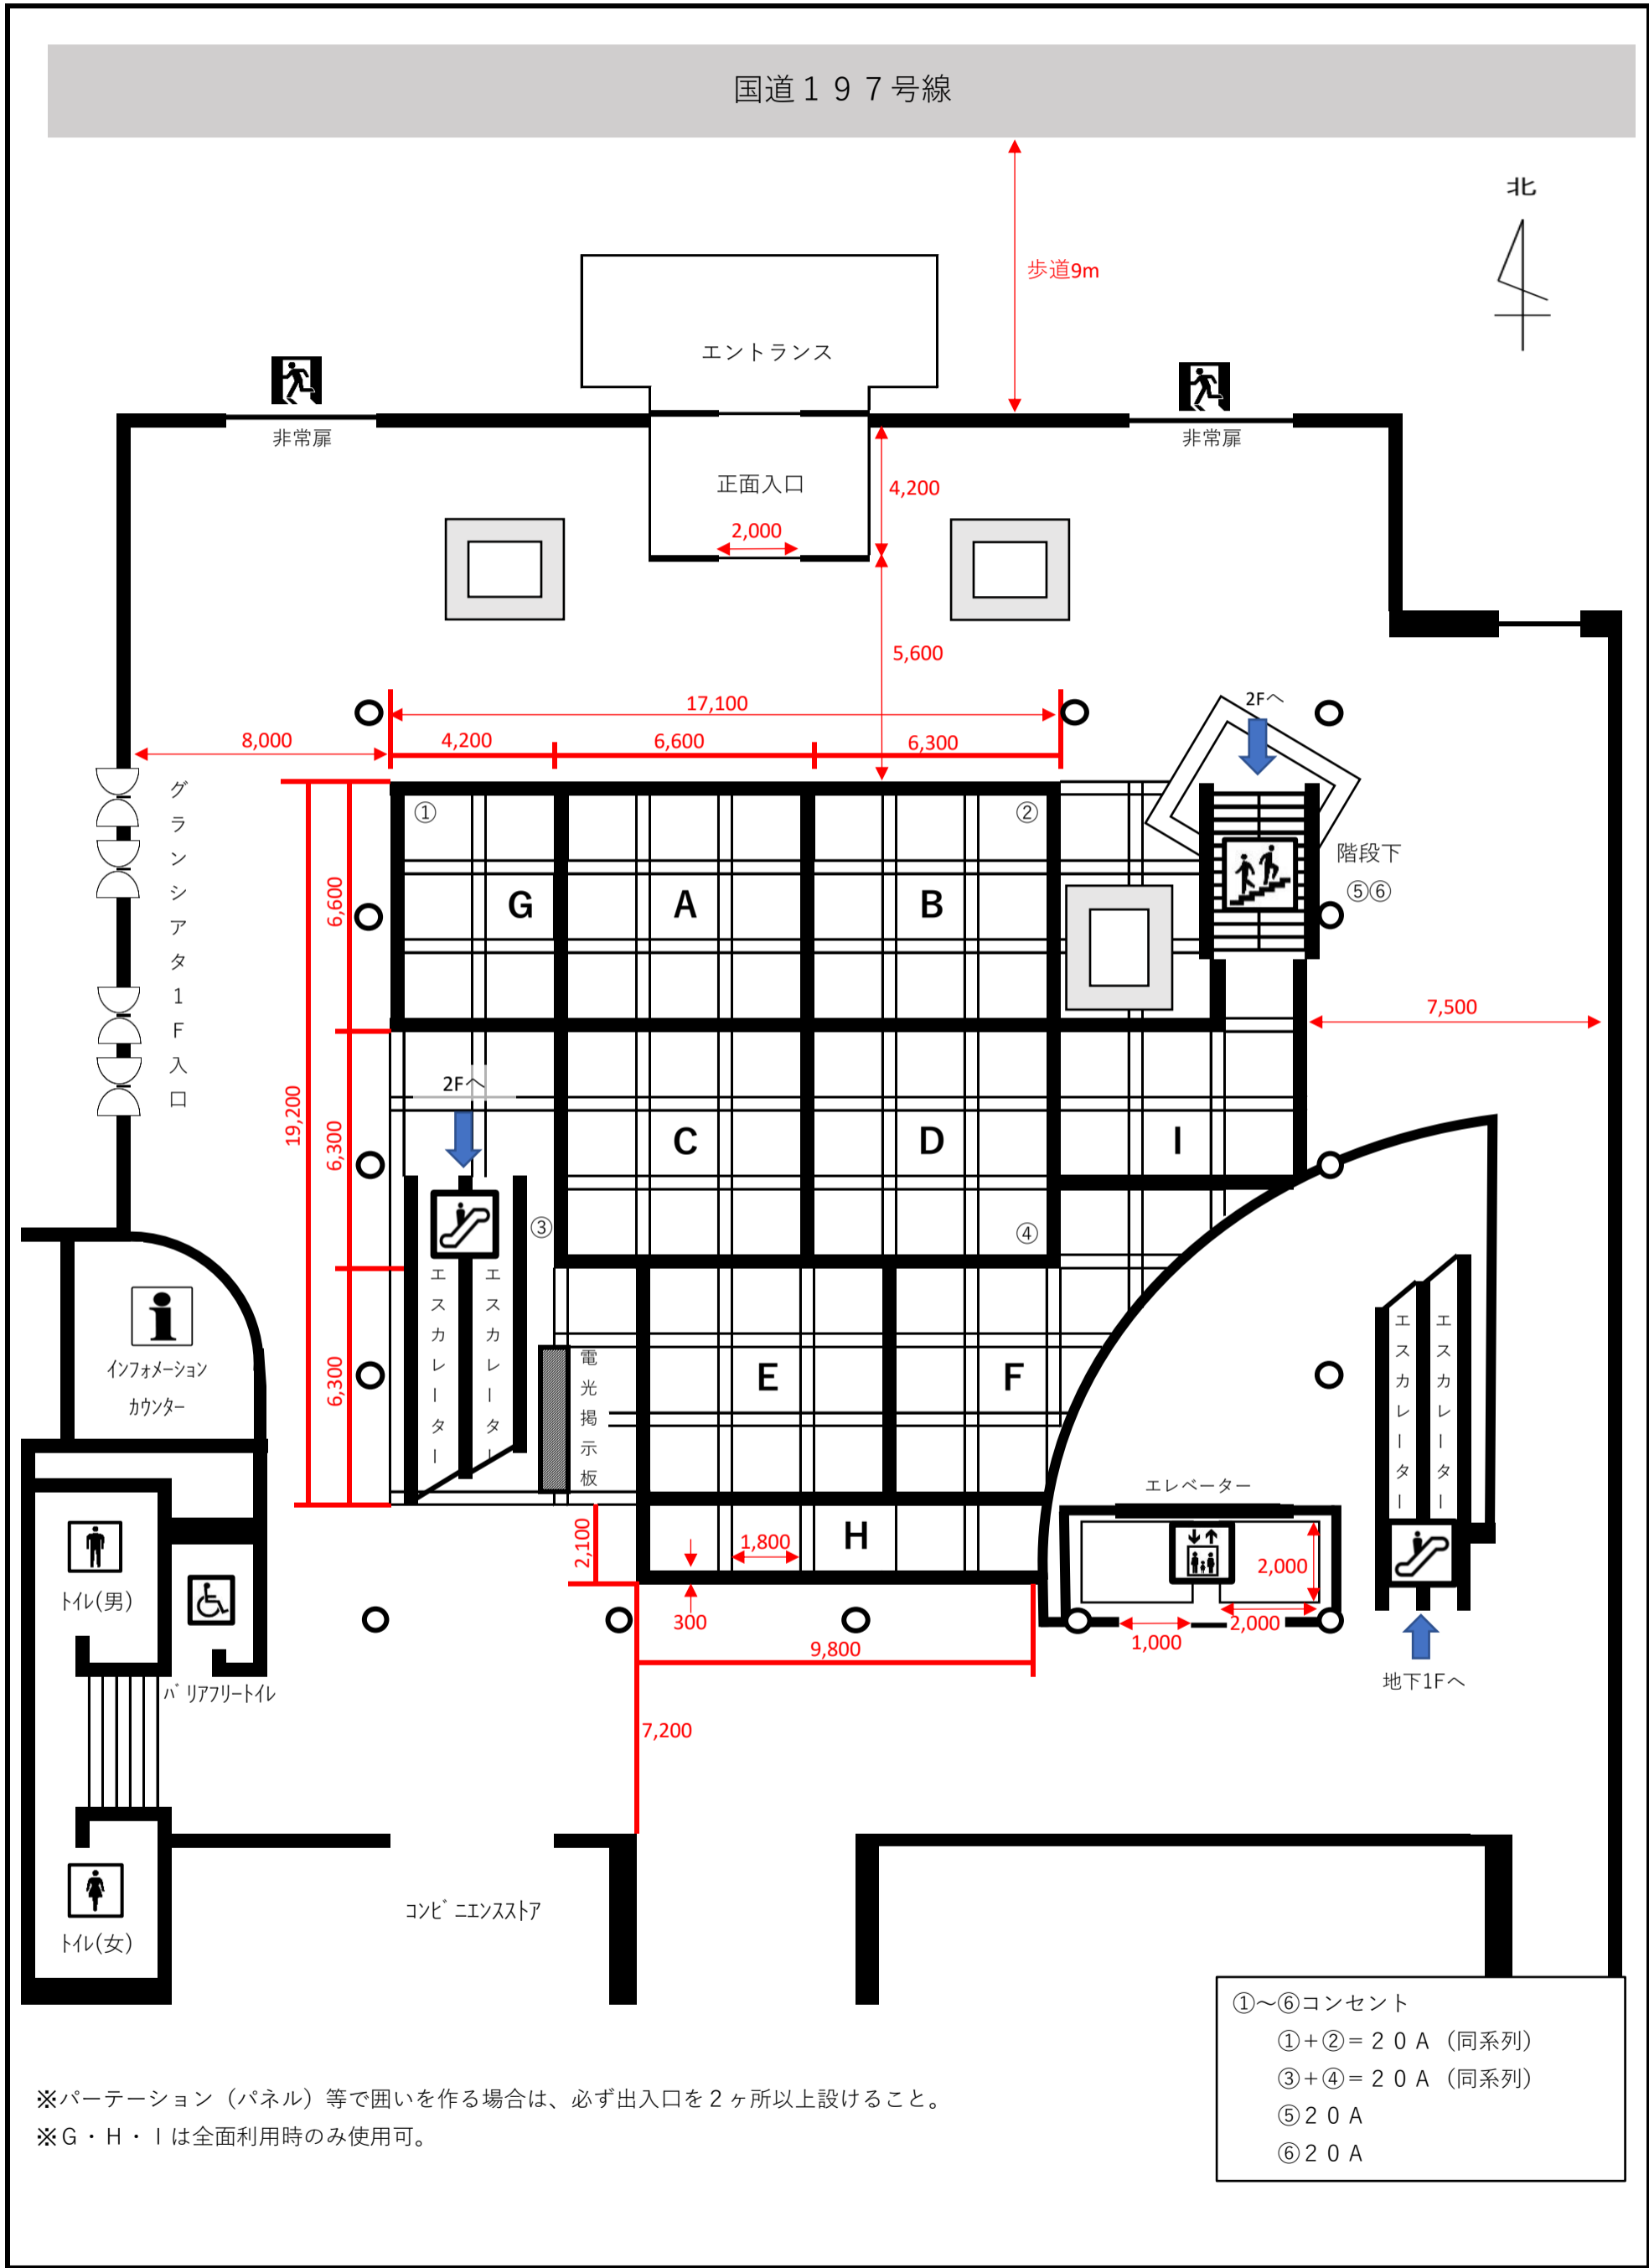 国道１９７号線
北
歩道9m
エントランス
非常扉
非常扉
正面入口
4,200
2,000
5,600
2Fへ
17,100
8,000
4,200
6,600
6,300
グランシアタ1F入口
①
②
階段下
⑤⑥
6,600
G
A
B
7,500
2Fへ
19,200
6,300
C
D
I
③
④
エスカレーター
エスカレーター
インフォメーション
カウンター
6,300
電光掲示板
E
F
エスカレーター
エスカレーター
エレベーター
2,100
1,800
H
2,000
トイレ(男)
300
2,000
1,000
9,800
バリアフリートイレ
地下1Fへ
7,200
コンビニエンスストア
トイレ(女)
①～⑥コンセント
①+②=２０Ａ（同系列）
③+④=２０Ａ（同系列）
⑤２０Ａ
⑥２０Ａ
※パーテーション（パネル）等で囲いを作る場合は、必ず出入口を２ヶ所以上設けること。
※Ｇ・Ｈ・Ｉは全面利用時のみ使用可。